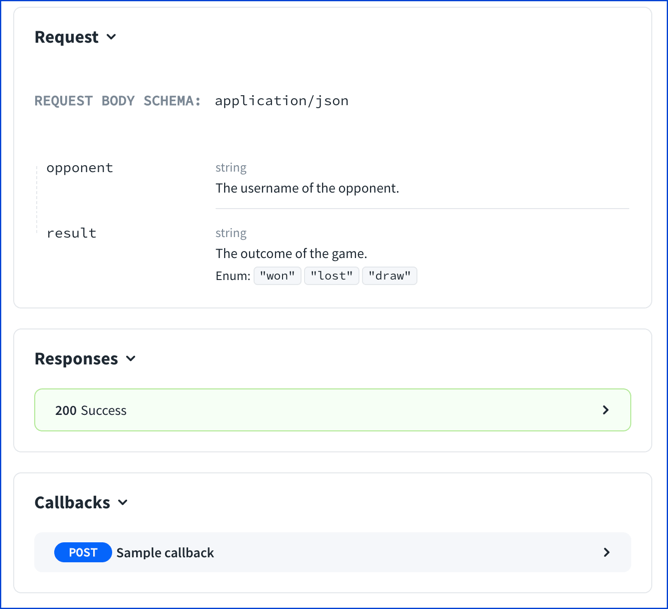 Request
REQUEST BODY SCHEMA: application/json
opponent string
The username of the opponent.
result string
The outcome of the game.
Enum: "won" "lost" "draw"
Responses
200 Success
Callbacks
POST Sample callback